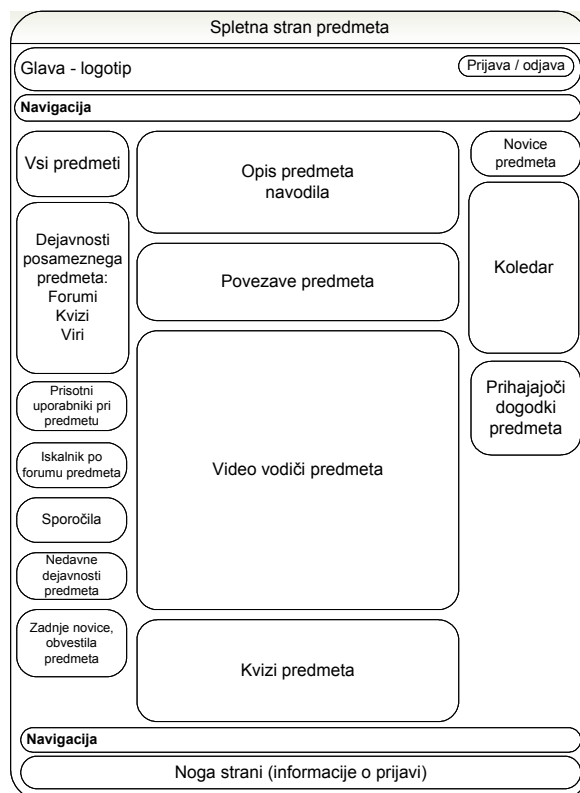 Spletna stran predmeta
Glava - logotip
Prijava / odjava
Navigacija
Vsi predmeti
Dejavnosti
posameznega
predmeta:
Forumi
Kvizi
Viri
Prisotni
uporabniki pri
predmetu
Iskalnik po
forumu predmeta
Sporočila
Nedavne
dejavnosti
predmeta
Zadnje novice,
obvestila
predmeta
Opis predmeta
navodila
Povezave predmeta
Video vodiči predmeta
Kvizi predmeta
Novice
predmeta
Koledar
Prihajajoči
dogodki
predmeta
Navigacija
Noga strani (informacije o prijavi)